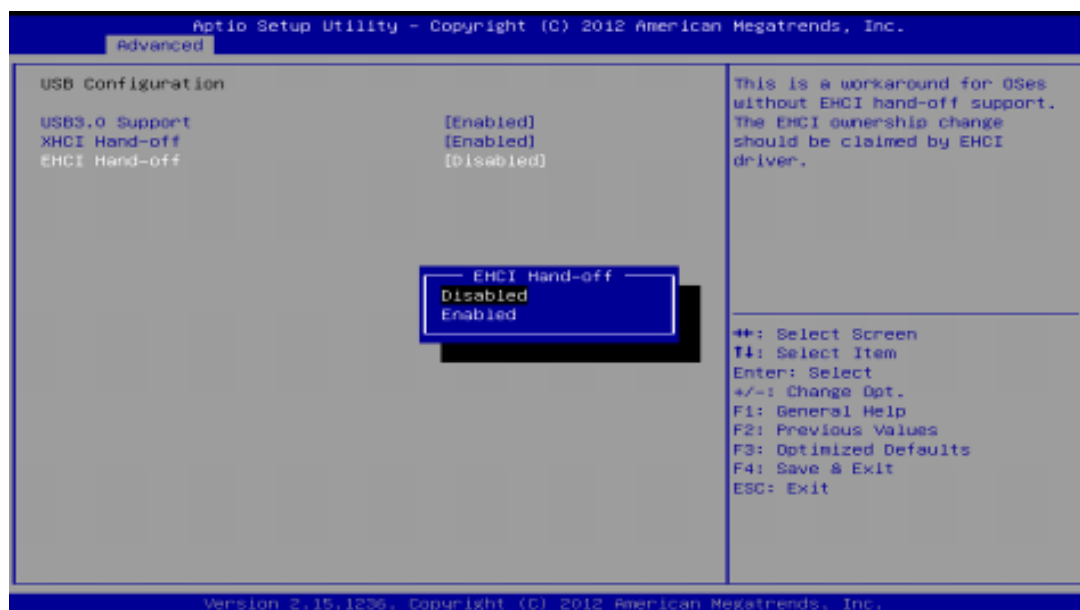 Aptio Setup Utility – Copyright (C) 2012 American Megatrends, Inc.
Advanced
USB Configuration
USB3.0 Support [Enabled]
XHCI Hand-off [Enabled]
EHCI Hand-off [Disabled]
This is a workaround for OSes
without EHCI hand-off support.
The EHCI ownership change
should be claimed by EHCI
driver.
EHCI Hand-off
Disabled
Enabled
↔: Select Screen
↑↓: Select Item
Enter: Select
+/-: Change Opt.
F1: General Help
F2: Previous Values
F3: Optimized Defaults
F4: Save & Exit
ESC: Exit
Version 2.15.1236. Copyright (C) 2012 American Megatrends, Inc.